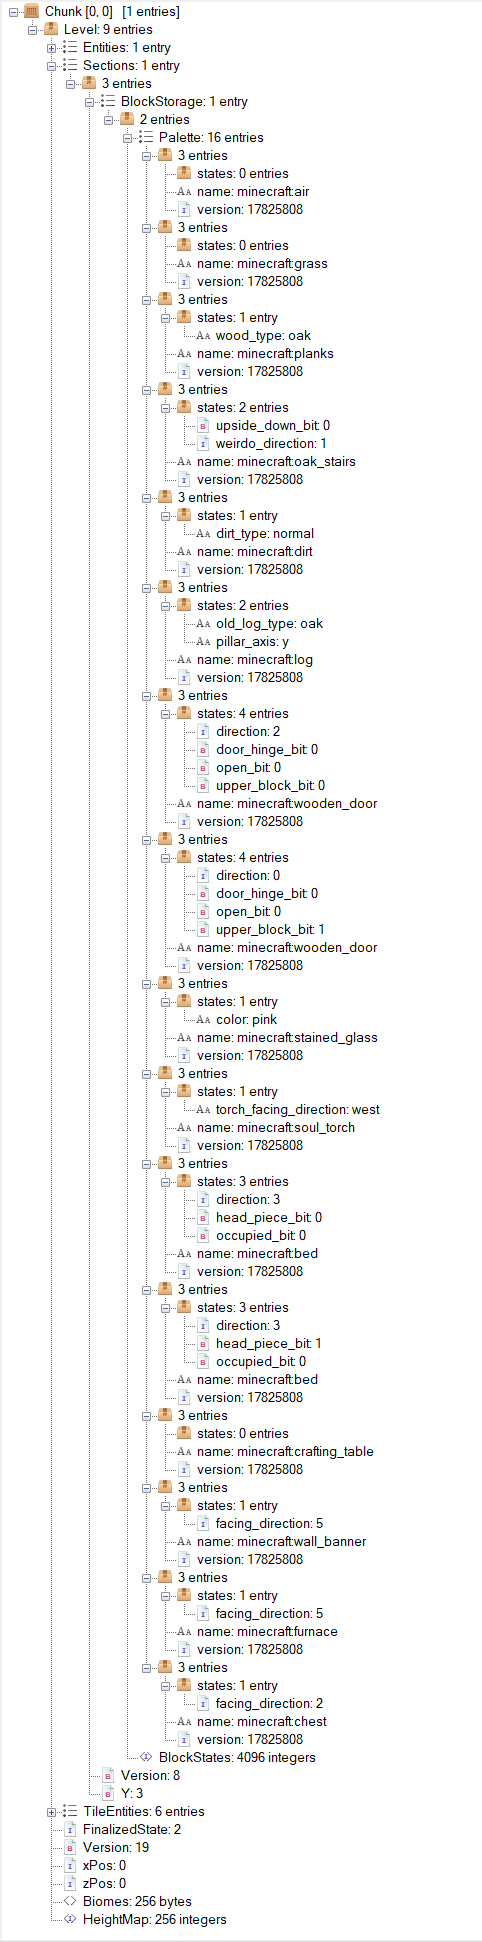 Chunk [0, 0]   [1 entries]
Level: 9 entries
Entities: 1 entry
Sections: 1 entry
3 entries
BlockStorage: 1 entry
2 entries
Palette: 16 entries
3 entries
states: 0 entries
name: minecraft:air
version: 17825808
3 entries
states: 0 entries
name: minecraft:grass
version: 17825808
3 entries
states: 1 entry
wood_type: oak
name: minecraft:planks
version: 17825808
3 entries
states: 2 entries
upside_down_bit: 0
weirdo_direction: 1
name: minecraft:oak_stairs
version: 17825808
3 entries
states: 1 entry
dirt_type: normal
name: minecraft:dirt
version: 17825808
3 entries
states: 2 entries
old_log_type: oak
pillar_axis: y
name: minecraft:log
version: 17825808
3 entries
states: 4 entries
direction: 2
door_hinge_bit: 0
open_bit: 0
upper_block_bit: 0
name: minecraft:wooden_door
version: 17825808
3 entries
states: 4 entries
direction: 0
door_hinge_bit: 0
open_bit: 0
upper_block_bit: 1
name: minecraft:wooden_door
version: 17825808
3 entries
states: 1 entry
color: pink
name: minecraft:stained_glass
version: 17825808
3 entries
states: 1 entry
torch_facing_direction: west
name: minecraft:soul_torch
version: 17825808
3 entries
states: 3 entries
direction: 3
head_piece_bit: 0
occupied_bit: 0
name: minecraft:bed
version: 17825808
3 entries
states: 3 entries
direction: 3
head_piece_bit: 1
occupied_bit: 0
name: minecraft:bed
version: 17825808
3 entries
states: 0 entries
name: minecraft:crafting_table
version: 17825808
3 entries
states: 1 entry
facing_direction: 5
name: minecraft:wall_banner
version: 17825808
3 entries
states: 1 entry
facing_direction: 5
name: minecraft:furnace
version: 17825808
3 entries
states: 1 entry
facing_direction: 2
name: minecraft:chest
version: 17825808
BlockStates: 4096 integers
Version: 8
Y: 3
TileEntities: 6 entries
FinalizedState: 2
Version: 19
xPos: 0
zPos: 0
Biomes: 256 bytes
HeightMap: 256 integers